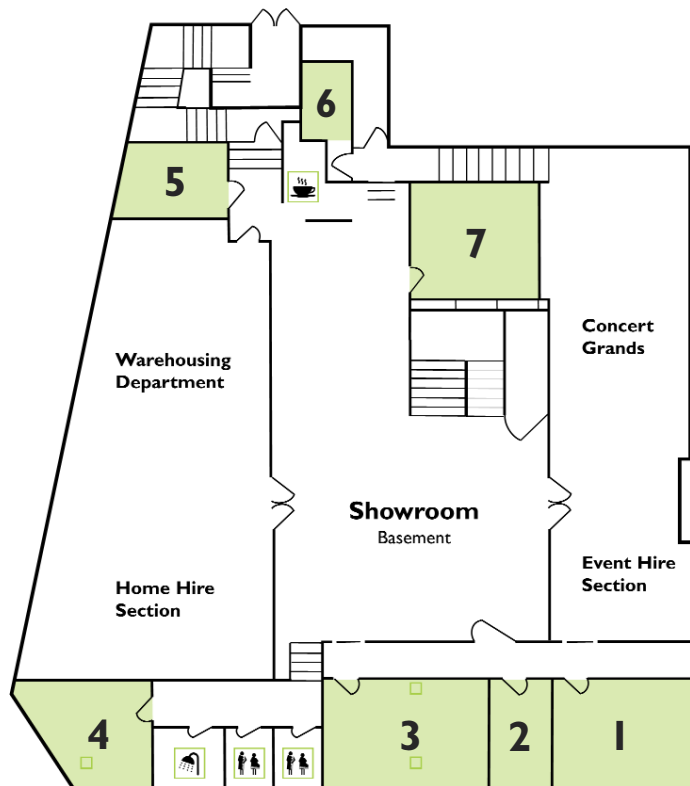 6
5
7
Concert
Grands
Warehousing
Department
Showroom
Basement
Event Hire
Section
Home Hire
Section
4
3
2
1